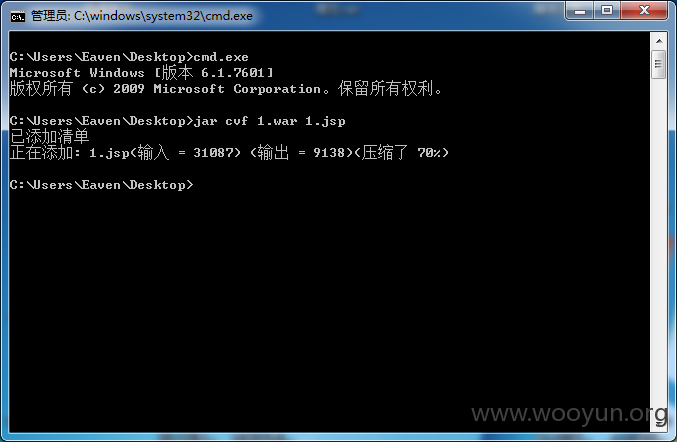 管理员: C:\windows\system32\cmd.exe
C:\Users\Eaven\Desktop>cmd.exe
Microsoft Windows [版本 6.1.7601]
版权所有 (c) 2009 Microsoft Corporation。保留所有权利。
C:\Users\Eaven\Desktop>jar cvf 1.war 1.jsp
已添加清单
正在添加: 1.jsp(输入 = 31087) (输出 = 9138)(压缩了 70%)
C:\Users\Eaven\Desktop>
www.wooyun.org